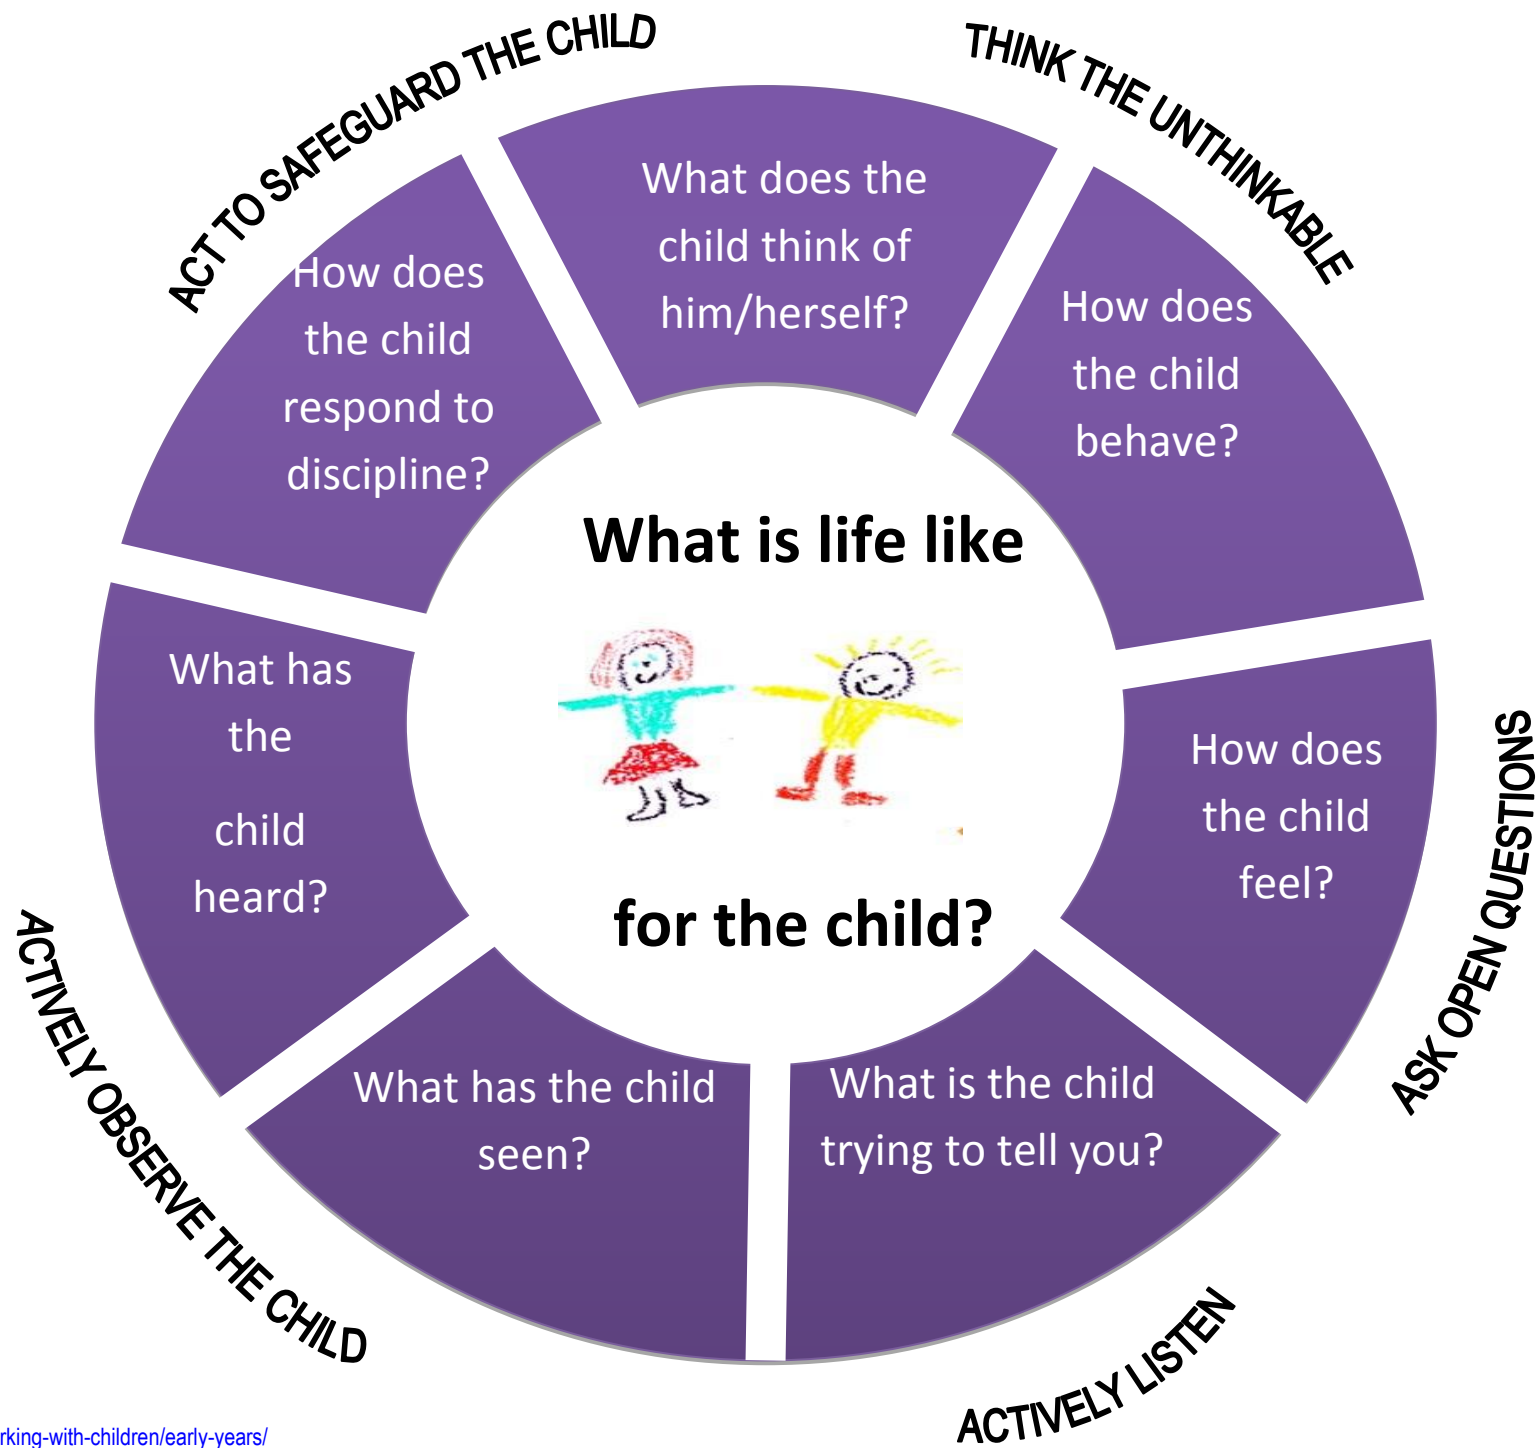 ACT TO SAFEGUARD THE CHILD
THINK THE UNTHINKABLE
What does the
child think of
him/herself?
How does
the child
behave?
How does
the child
feel?
ASK OPEN QUESTIONS
What is the child
trying to tell you?
ACTIVELY LISTEN
What has the child
seen?
ACTIVELY OBSERVE THE CHILD
What has
the
child
heard?
How does
the child
respond to
discipline?
What is life like
for the child?
rking-with-children/early-years/